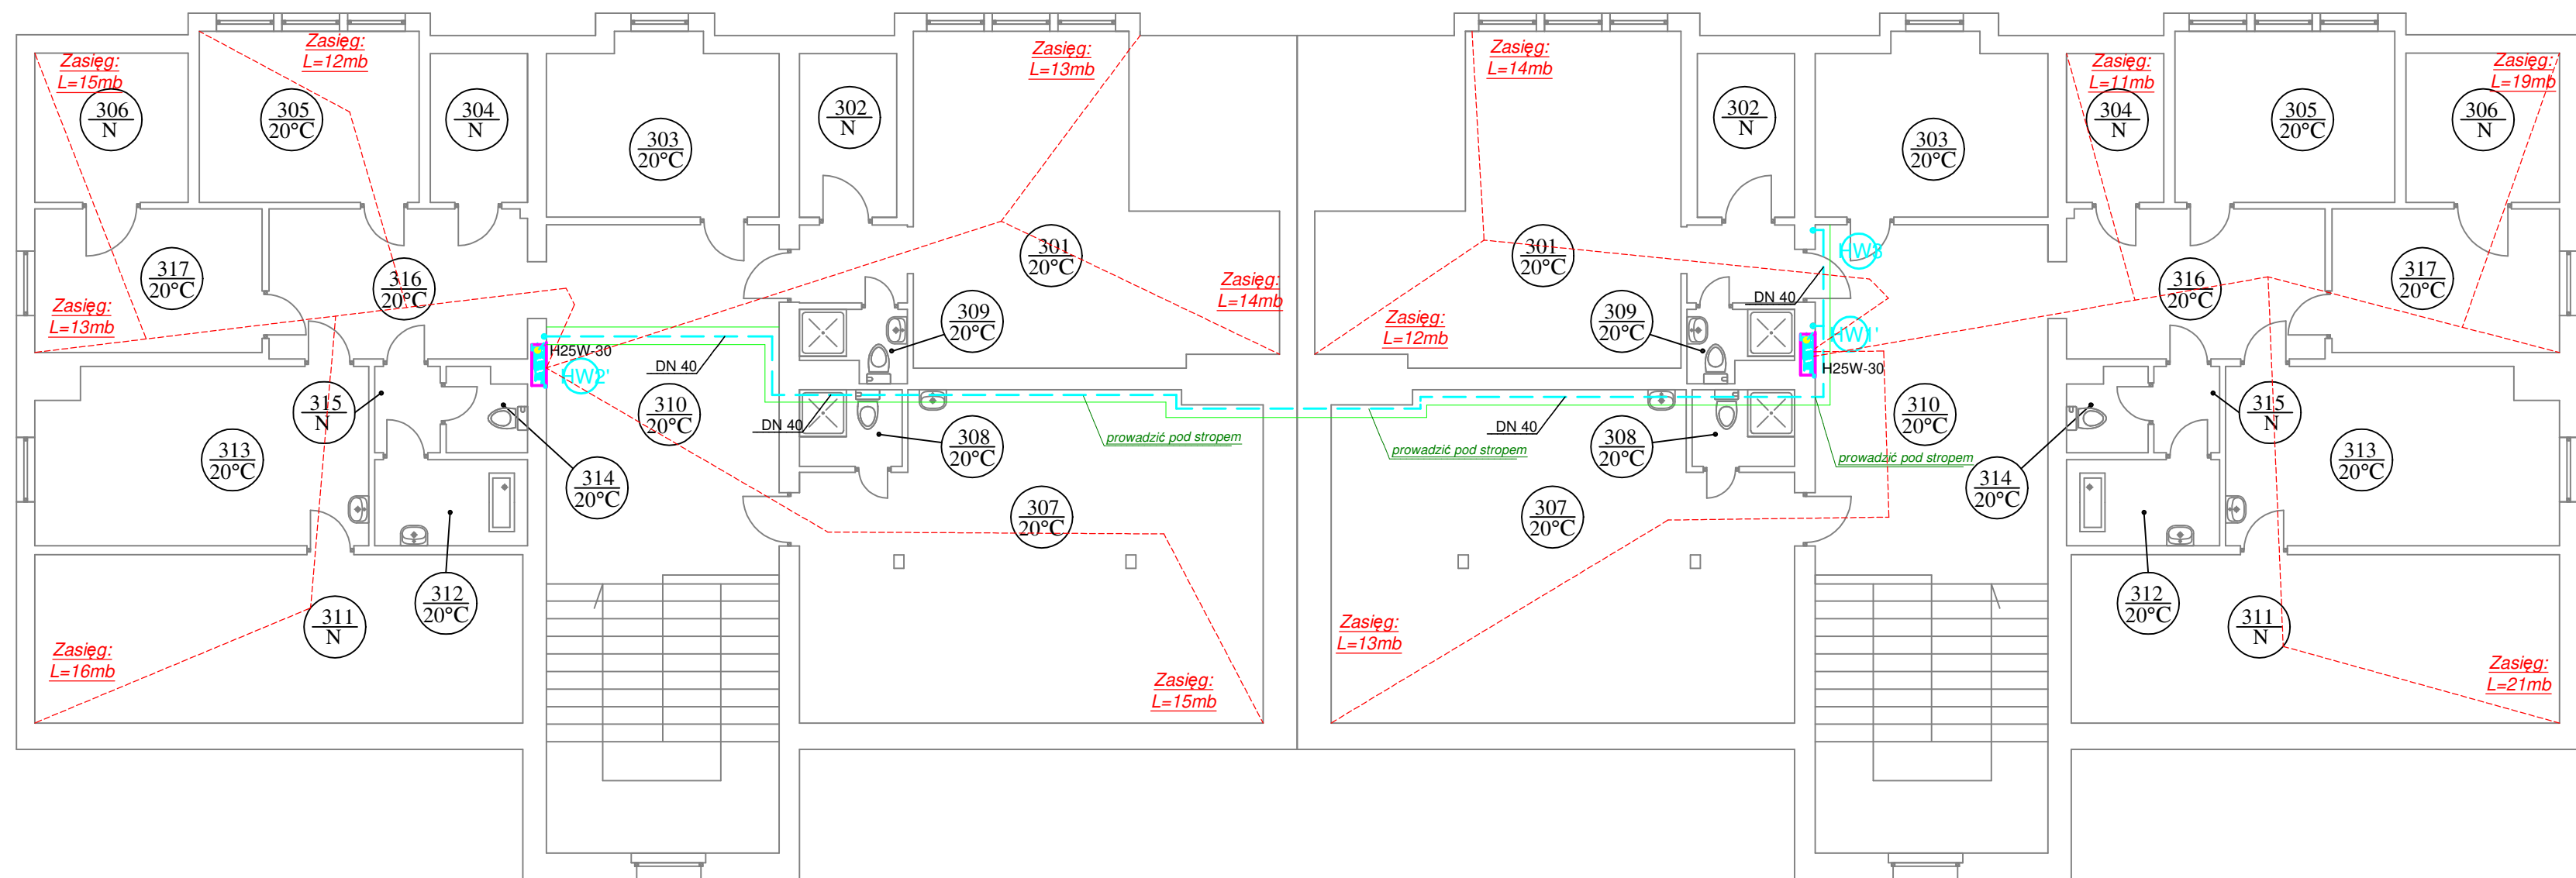 Zasięg:
L=15mb
Zasięg:
L=12mb
Zasięg:
L=13mb
Zasięg:
L=14mb
Zasięg:
L=11mb
Zasięg:
L=19mb
306
N
305
20°C
304
N
303
20°C
302
N
302
N
303
20°C
304
N
305
20°C
306
N
317
20°C
316
20°C
301
20°C
301
20°C
HW3
316
20°C
317
20°C
Zasięg:
L=13mb
Zasięg:
L=14mb
Zasięg:
L=12mb
DN 40
309
20°C
309
20°C
HW1'
H25W-30
HW2'
DN 40
H25W-30
315
N
310
20°C
DN 40
308
20°C
prowadzić pod stropem
prowadzić pod stropem
DN 40
308
20°C
310
20°C
prowadzić pod stropem
315
N
313
20°C
314
20°C
307
20°C
307
20°C
314
20°C
313
20°C
312
20°C
311
N
312
20°C
311
N
Zasięg:
L=16mb
Zasięg:
L=15mb
Zasięg:
L=13mb
Zasięg:
L=21mb